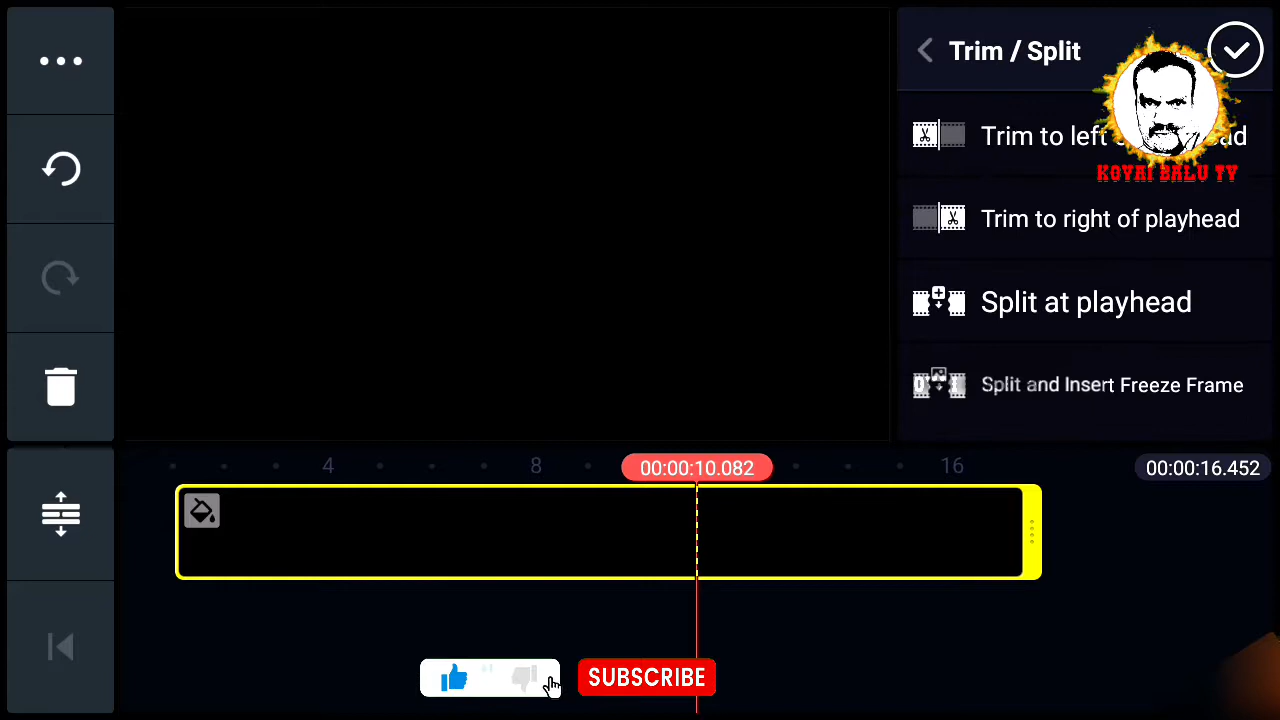 Trim / Split
Trim to left
ad
KOVAI BALU TV
Trim to right of playhead
Split at playhead
Split and Insert Freeze Frame
4
8
00:00:10.082
16
00:00:16.452
SUBSCRIBE